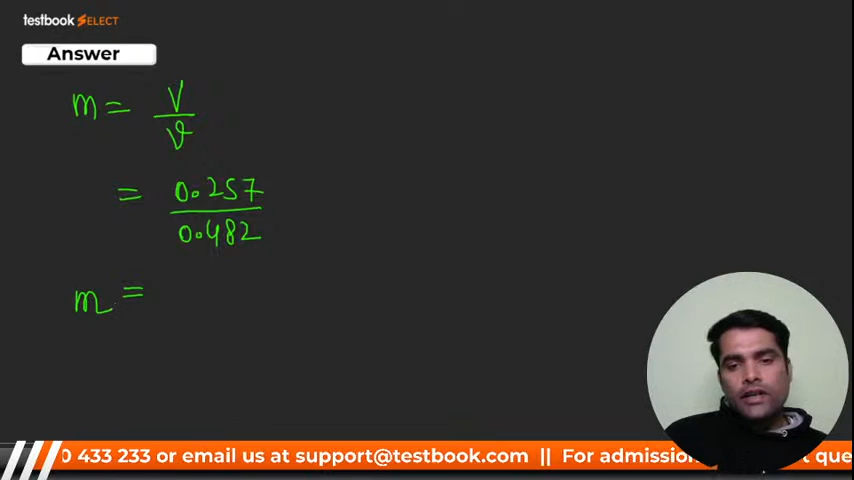 testbook SELECT
Answer
m = V
v
= 0.257
0.482
m =
0 433 233 or email us at support@testbook.com || For admission
t que